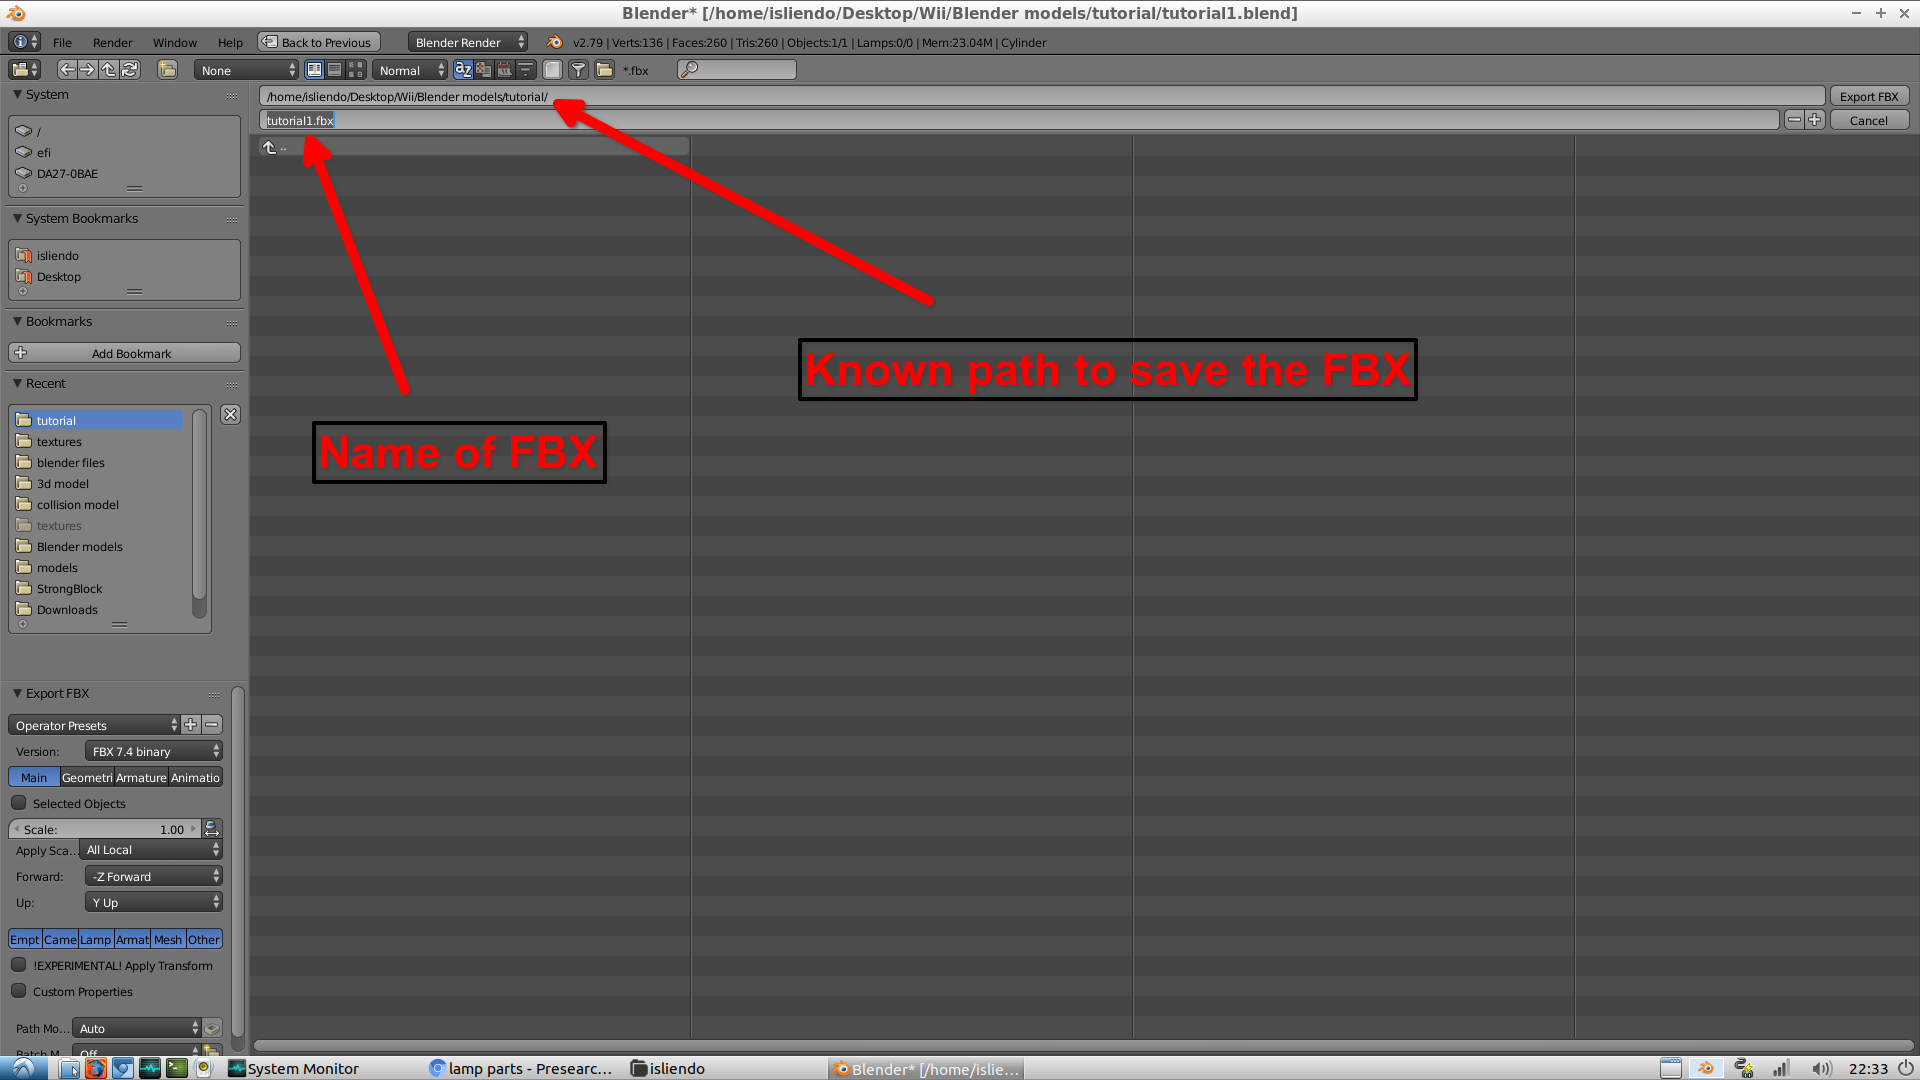 Blender* [/home/isliendo/Desktop/Wii/Blender models/tutorial/tutorial1.blend]
File Render Window Help Back to Previous Blender Render v2.79 | Verts:136 | Faces:260 | Tris:260 | Objects:1/1 | Lamps:0/0 | Mem:23.04M | Cylinder
None Normal *.fbx
System
/home/isliendo/Desktop/Wii/Blender models/tutorial/ Export FBX
tutorial1.fbx Cancel
/
efi
DA27-0BAE
..
System Bookmarks
isliendo
Desktop
Bookmarks
Add Bookmark
Recent
tutorial
textures
blender files
3d model
collision model
textures
Blender models
models
StrongBlock
Downloads
Known path to save the FBX
Name of FBX
Export FBX
Operator Presets
Version: FBX 7.4 binary
Main Geometri Armature Animatio
Selected Objects
Scale: 1.00
Apply Sca... All Local
Forward: -Z Forward
Up: Y Up
Empt Came Lamp Armat Mesh Other
!EXPERIMENTAL! Apply Transform
Custom Properties
Path Mo... Auto
Batch M... Off
System Monitor lamp parts - Presearc... isliendo Blender* [/home/islie... 22:33